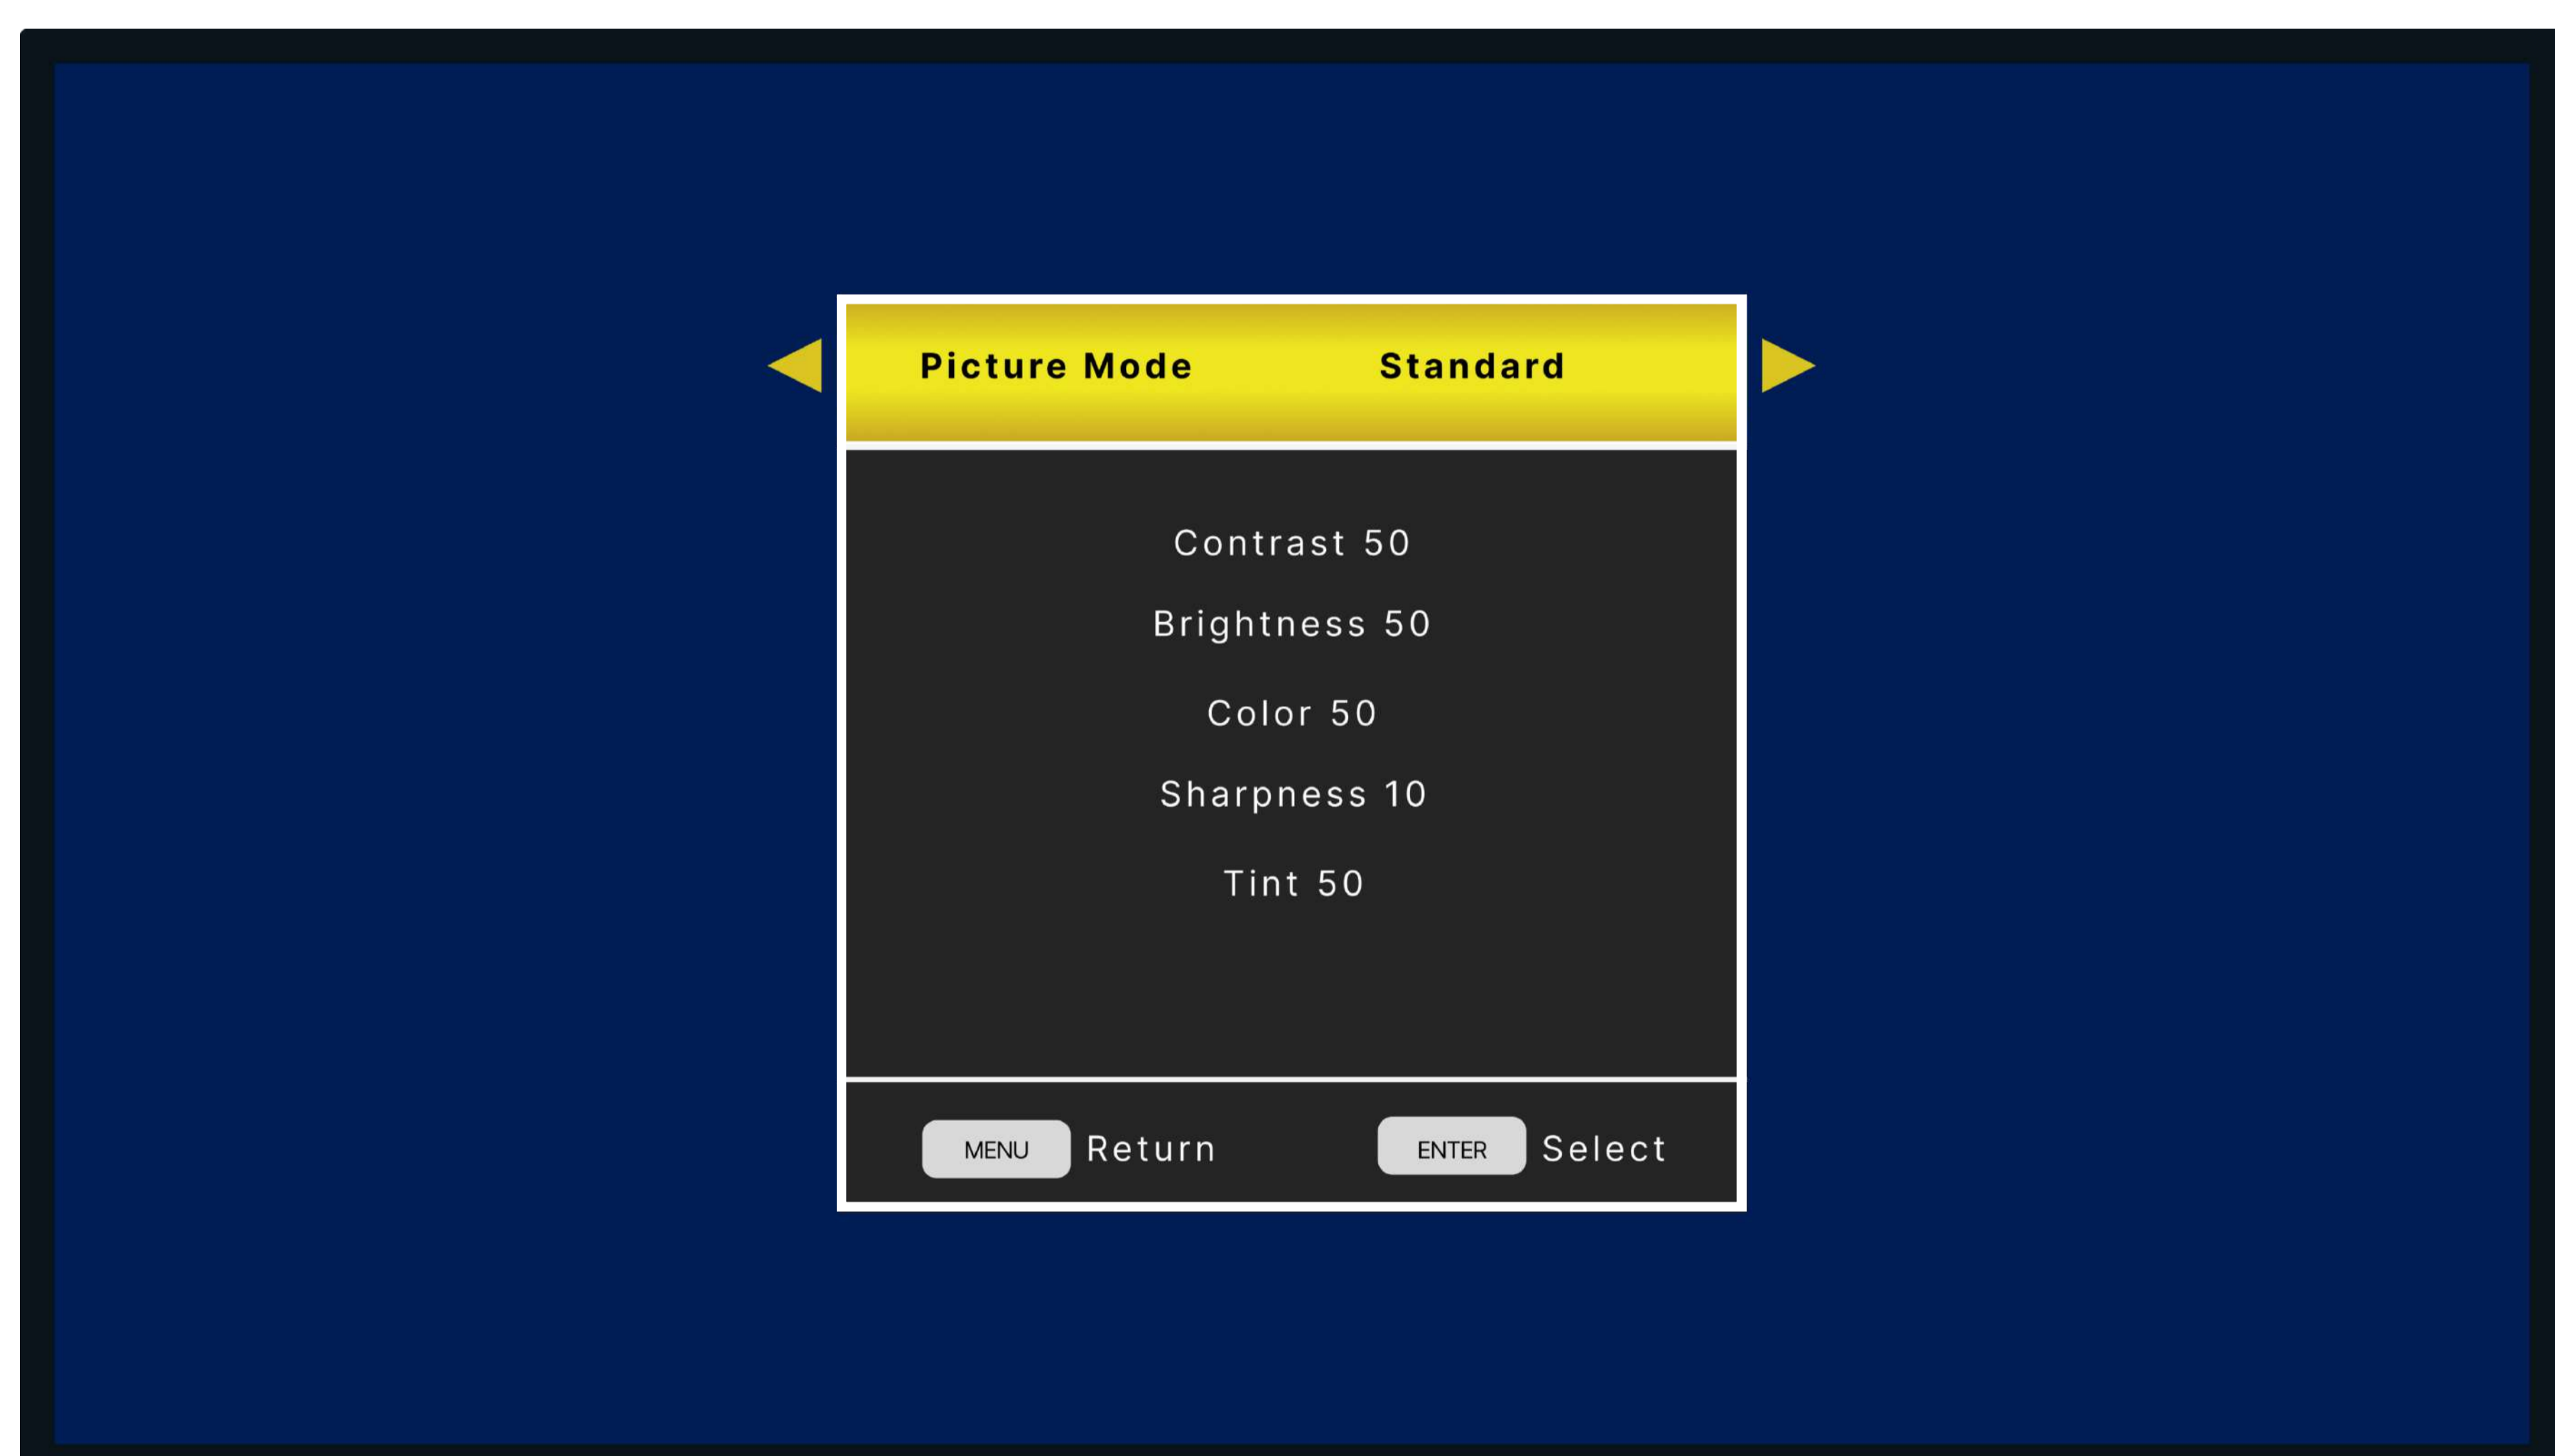 Picture Mode Standard
Contrast 50
Brightness 50
Color 50
Sharpness 10
Tint 50
MENU Return ENTER Select